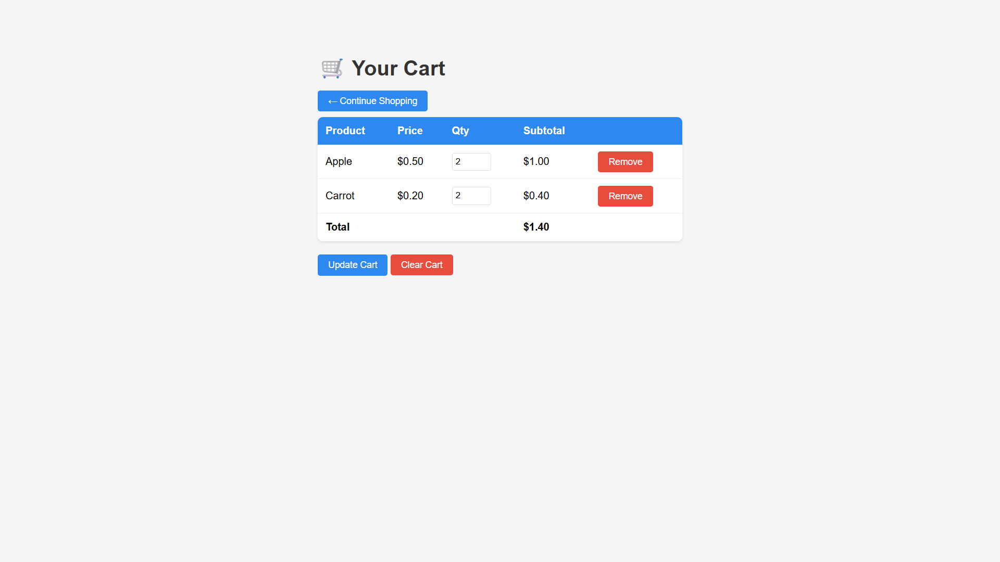 Your Cart
← Continue Shopping
Product Price Qty Subtotal
Apple $0.50 2 $1.00 Remove
Carrot $0.20 2 $0.40 Remove
Total $1.40
Update Cart Clear Cart